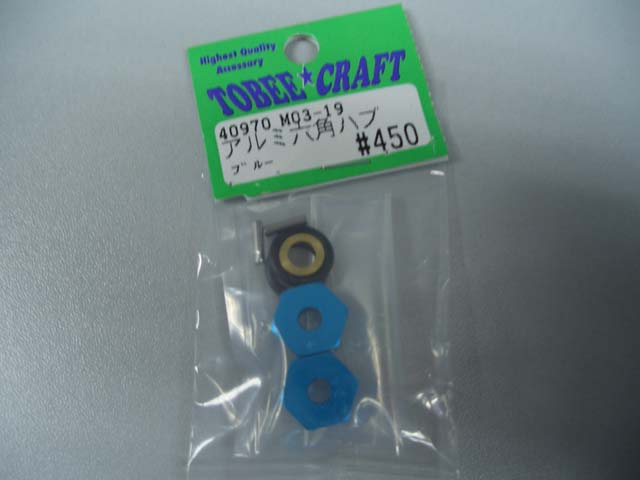 Highest Quality
Accessory
TOBEE★CRAFT
40970 M03-19
アルミ六角ハブ
ブルー
#450